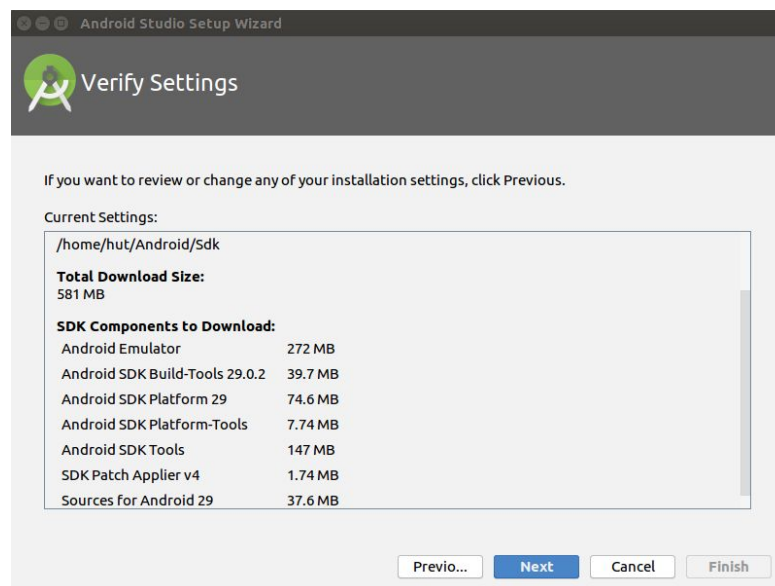 Android Studio Setup Wizard
Verify Settings
If you want to review or change any of your installation settings, click Previous.
Current Settings:
/home/hut/Android/Sdk
Total Download Size:
581 MB
SDK Components to Download:
Android Emulator 272 MB
Android SDK Build-Tools 29.0.2 39.7 MB
Android SDK Platform 29 74.6 MB
Android SDK Platform-Tools 7.74 MB
Android SDK Tools 147 MB
SDK Patch Applier v4 1.74 MB
Sources for Android 29 37.6 MB
Previo... Next Cancel Finish